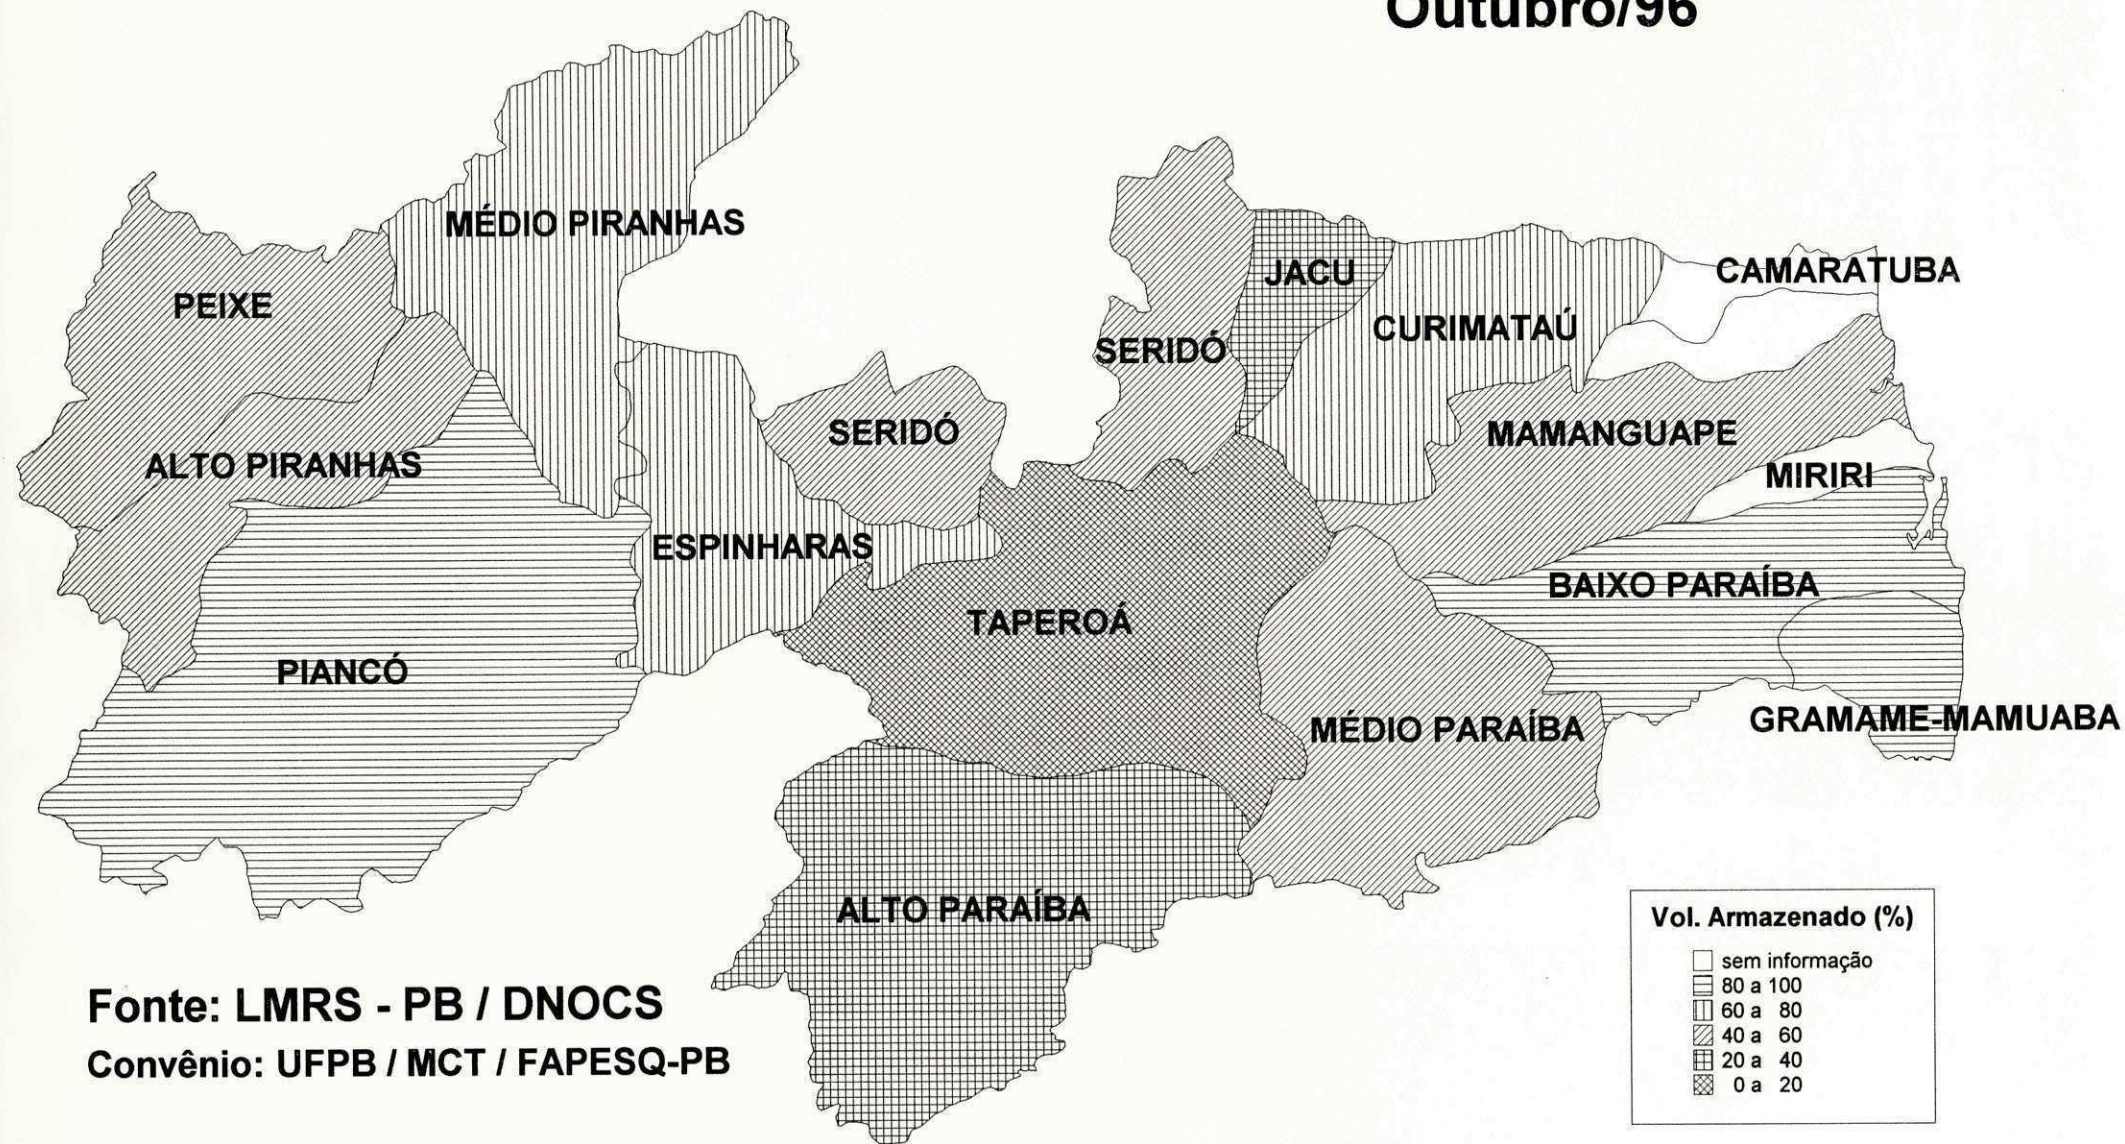 Outubro/96
MÉDIO PIRANHAS
PEIXE
JACU
CAMARATUBA
CURIMATAÚ
SERIDÓ
SERIDÓ
MAMANGUAPE
ALTO PIRANHAS
MIRIRI
ESPINHARAS
BAIXO PARAÍBA
TAPEROÁ
PIANCÓ
GRAMAME-MAMUABA
MÉDIO PARAÍBA
ALTO PARAÍBA
Vol. Armazenado (%)
sem informação
80 a 100
60 a 80
40 a 60
20 a 40
0 a 20
Fonte: LMRS - PB / DNOCS
Convênio: UFPB / MCT / FAPESQ-PB